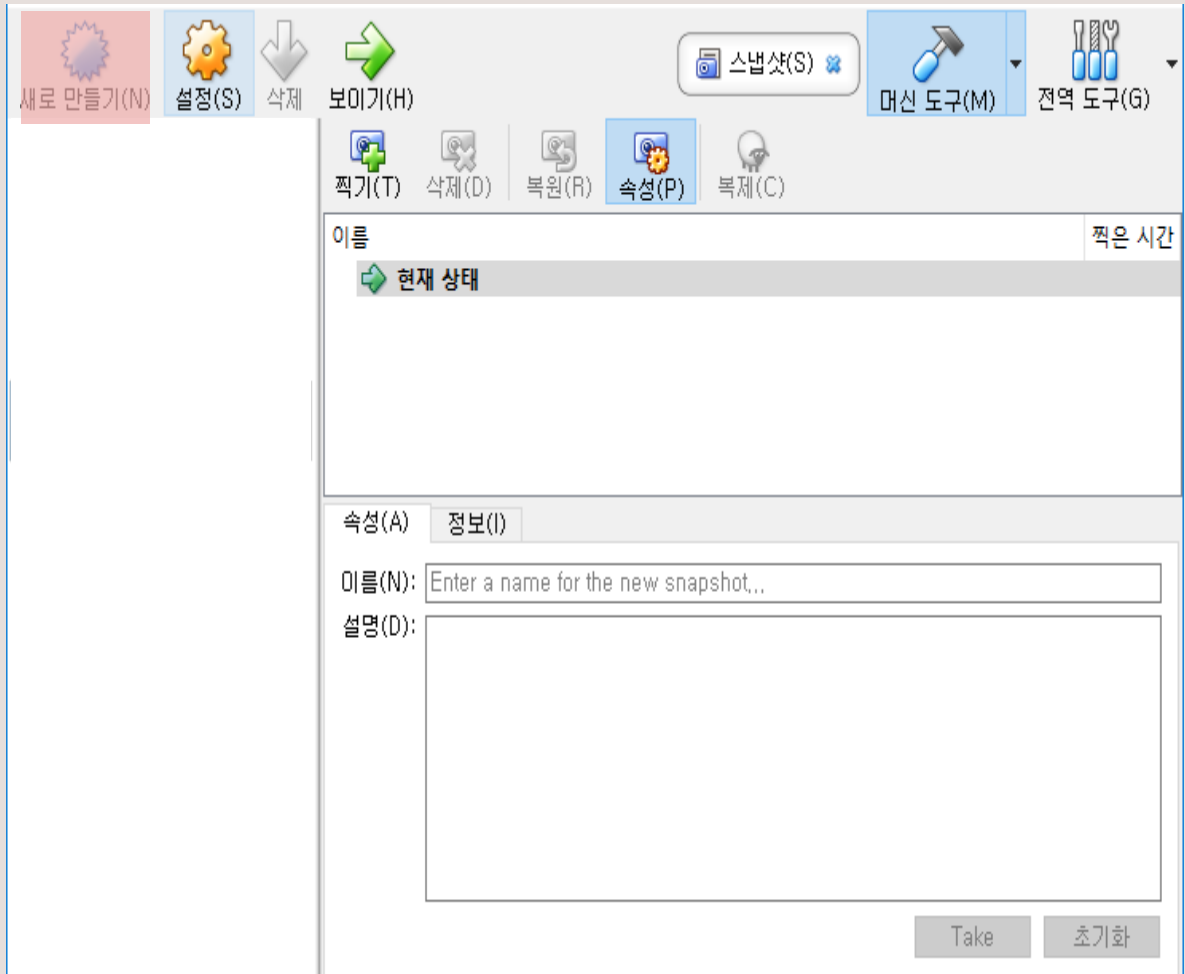 새로 만들기(N) 설정(S) 삭제 보이기(H) 스냅샷(S) 머신 도구(M) 전역 도구(G)
찍기(T) 삭제(D) 복원(R) 속성(P) 복제(C)
이름 찍은 시간
현재 상태
속성(A) 정보(I)
이름(N): Enter a name for the new snapshot...
설명(D):
Take 초기화